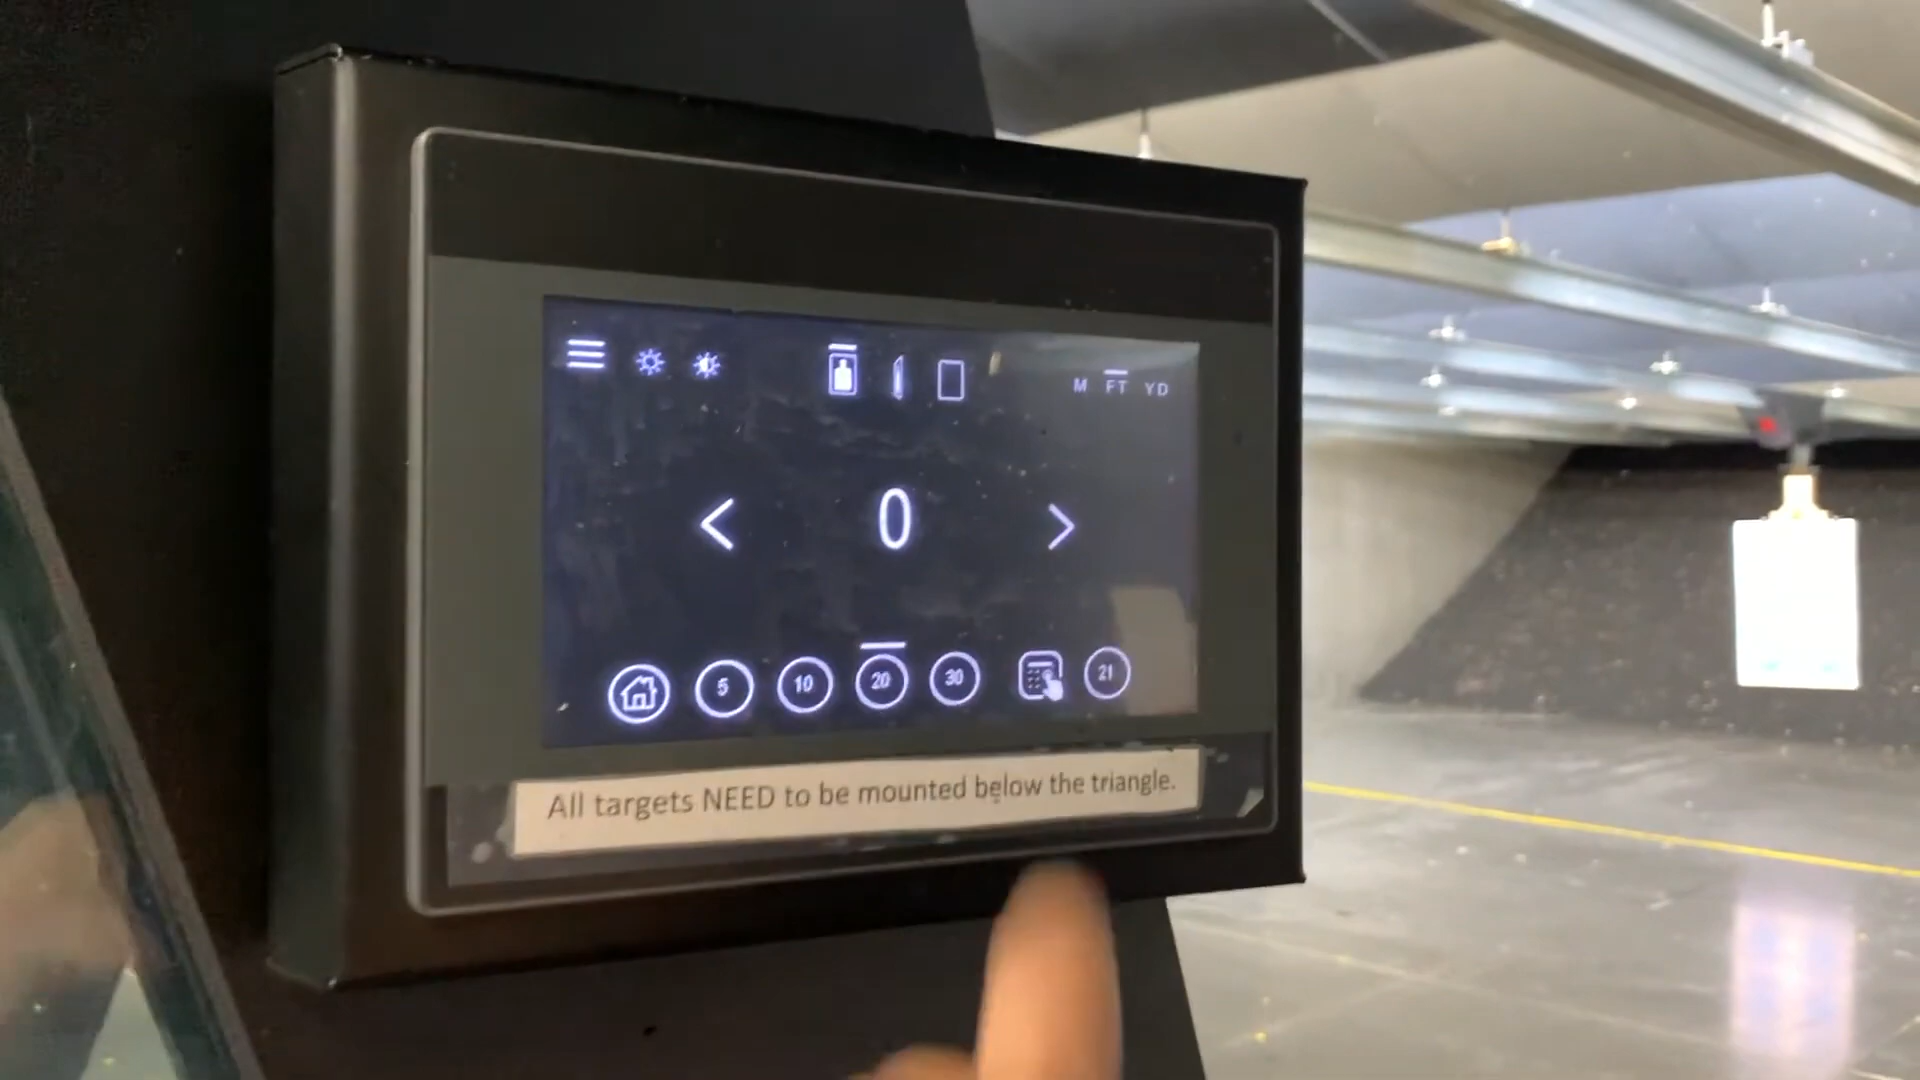 M FT YD
0
5 10 20 30 21
All targets NEED to be mounted below the triangle.